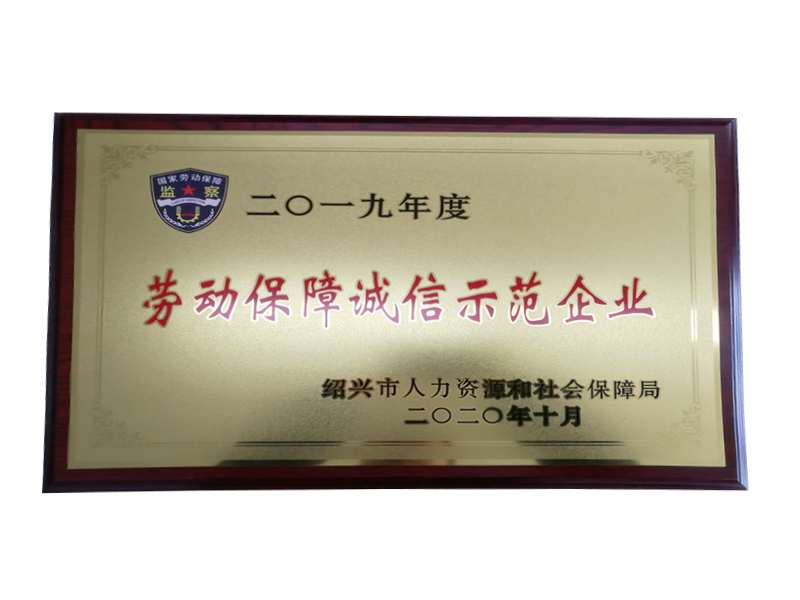 国家劳动保障
监察
二〇一九年度
劳动保障诚信示范企业
绍兴市人力资源和社会保障局
二〇二〇年十月